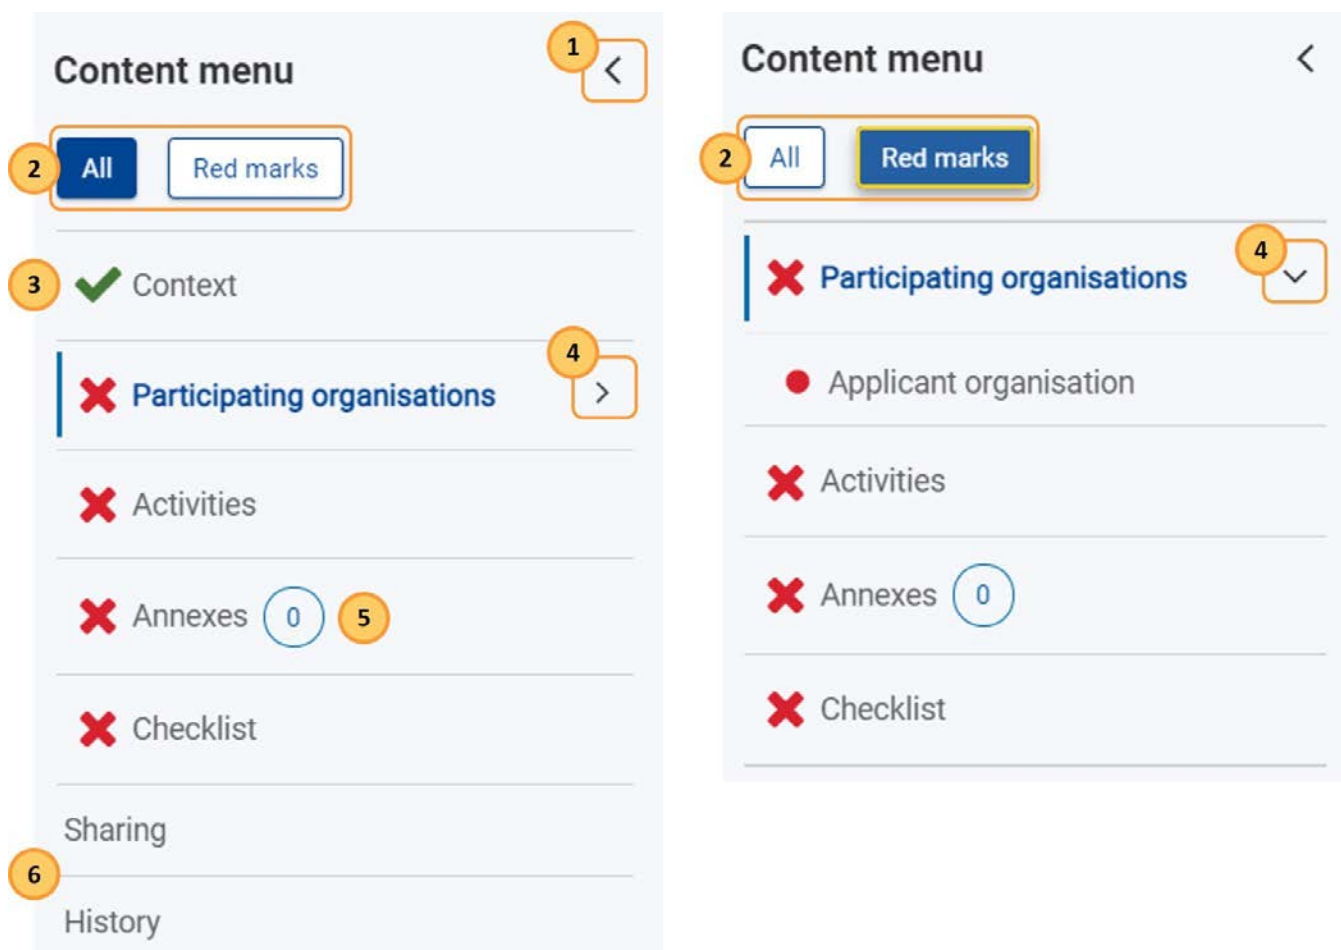 Content menu
1
2
All
Red marks
3
Context
4
Participating organisations
Activities
Annexes
0
5
Checklist
Sharing
6
History
Content menu
2
All
Red marks
4
Participating organisations
Applicant organisation
Activities
Annexes
0
Checklist